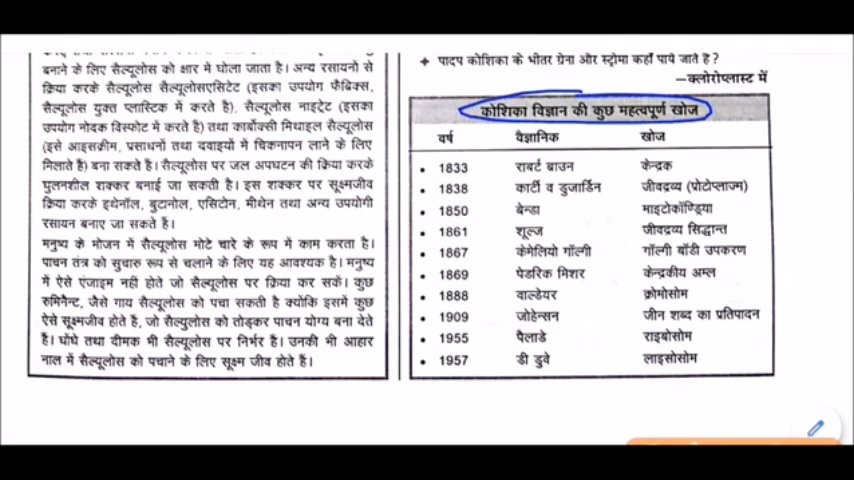 बनाने के लिए सैल्यूलोस को क्षार मे घोला जाता है। अन्य रसायनों से
क्रिया करके सैल्यूलोस सैल्यूलोसएसिटेट (इसका उपयोग फैब्रिक्स,
सैल्यूलोस युक्त प्लास्टिक में करते है), सैल्यूलोस नाइट्रेट (इसका
उपयोग नोदक विस्फोट में करते है) तथा कार्बोक्सी मिथाइल सैल्यूलोस
(इसे आइसक्रीम, प्रसाधनों तथा दवाइयों में चिकनापन लाने के लिए
मिलाते है) बना सकते है। सैल्यूलोस पर जल अपघटन की क्रिया करके
घुलनशील शक्कर बनाई जा सकती है। इस शक्कर पर सूक्ष्मजीव
क्रिया करके इथेनॉल, बुटानोल, एसिटोन, मीथेन तथा अन्य उपयोगी
रसायन बनाए जा सकते है।
मनुष्य के भोजन में सैल्यूलोस मोटे चारे के रूप में काम करता है।
पाचन तंत्र को सुचारु रूप से चलाने के लिए यह आवश्यक है। मनुष्य
में ऐसे एंजाइम नही होते जो सैल्यूलोस पर क्रिया कर सकें। कुछ
रुमिनैन्ट, जैसे गाय सैल्यूलोस को पचा सकती है क्योंकि इसमें कुछ
ऐसे सूक्ष्मजीव होते है, जो सैल्युलोस को तोड़कर पाचन योग्य बना देते
है। घोंघे तथा दीमक भी सैल्यूलोस पर निर्भर है। उनकी भी आहार
नाल में सैल्यूलोस को पचाने के लिए सूक्ष्म जीव होते है।
+ पादप कोशिका के भीतर ग्रेना और स्ट्रोमा कहाँ पाये जाते है?
—क्लोरोप्लास्ट में
कोशिका विज्ञान की कुछ महत्वपूर्ण खोज
वर्ष वैज्ञानिक खोज
• 1833 राबर्ट ब्राउन केन्द्रक
• 1838 कार्टी व डुजार्डिन जीवद्रव्य (प्रोटोप्लाज्म)
• 1850 बेन्डा माइटोकॉण्ड्रिया
• 1861 शूल्ज जीवद्रव्य सिद्धान्त
• 1867 केमेलियो गॉल्गी गॉल्गी बॉडी उपकरण
• 1869 पेडरिक मिशर केन्द्रकीय अम्ल
• 1888 वाल्डेयर क्रोमोसोम
• 1909 जोहेन्सन जीन शब्द का प्रतिपादन
• 1955 पैलाडे राइबोसोम
• 1957 डी डुवे लाइसोसोम